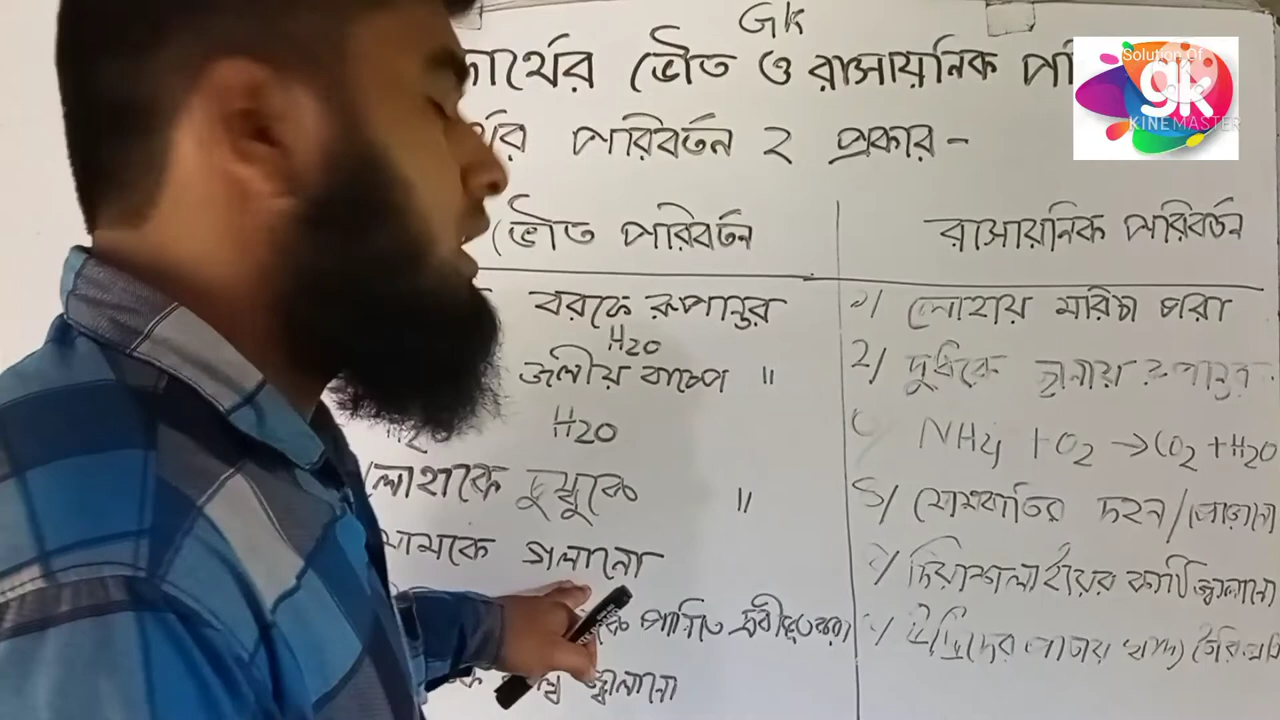 GK
ার্থের ভৌত ও রাসায়নিক পরি
Solution Of
gk
KINEMASTER
র্থের পরিবর্তন ২ প্রকার -
ভৌত পরিবর্তন
রাসায়নিক পরিবর্তন
বরফে রূপান্তর
H2O
জলীয় বাষ্পে "
H2O
H2O
লোহাকে চুম্বকে "
মোমকে গলানো
পানিতে দ্রবীভূত করা
জ্বালানো
১/ লোহায় মরিচা ধরা
২/ দুধকে ছানায় রূপান্তর
NH4 + O2 → CO2 + H2O
মোমবাতির দহন/পোড়ানো
দিয়াশলাইয়ের কাঠি জ্বালানো
উদ্ভিদের পাতায় খাদ্য তৈরি